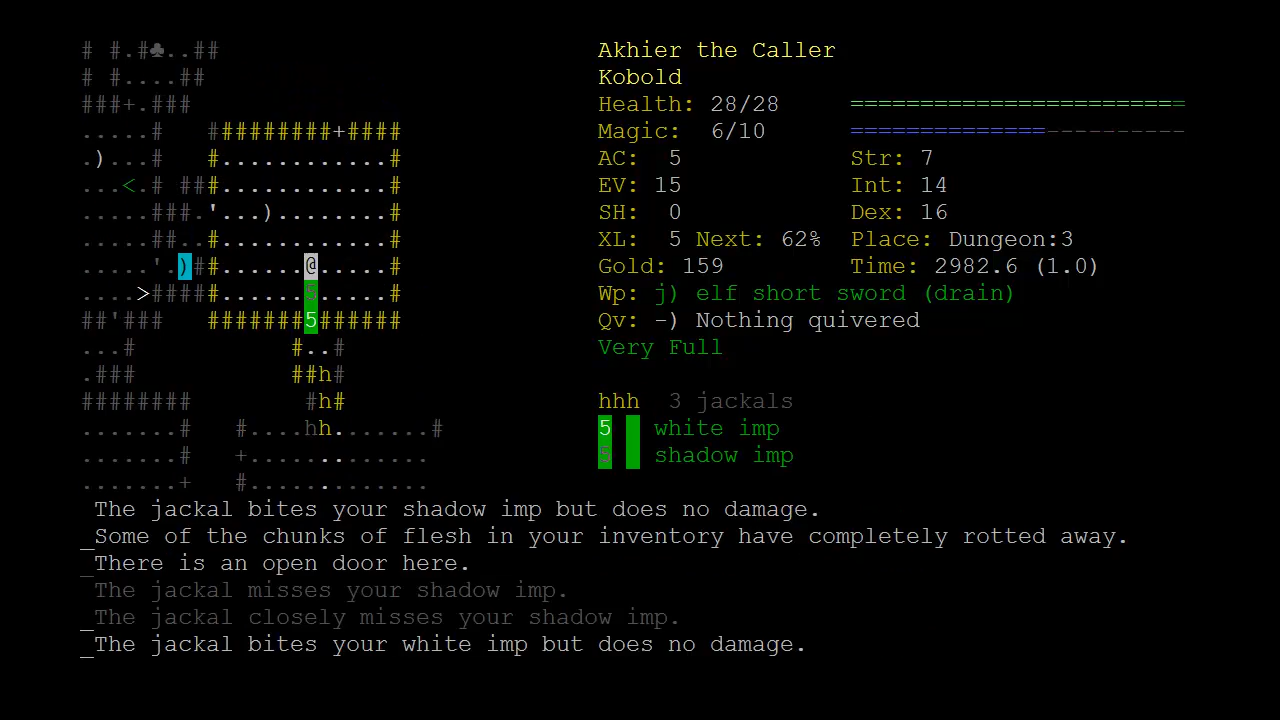 # #.#♣..## Akhier the Caller
# #....## Kobold
###+.### Health: 28/28 ========================
.....# #########+#### Magic: 6/10 ==============----------
.)...# #............# AC: 5 Str: 7
...<.# ###............# EV: 15 Int: 14
.....###.'...)........# SH: 0 Dex: 16
.....##..#............# XL: 5 Next: 62% Place: Dungeon:3
.....'.)##......@.....# Gold: 159 Time: 2982.6 (1.0)
....>#####......5.....# Wp: j) elf short sword (drain)
##'### #######5###### Qv: -) Nothing quivered
...# #..# Very Full
.### ##h#
######## #h# hhh 3 jackals
.......# #....hh.......# 5 white imp
.......# +............. 5 shadow imp
.......+ #.............
_The jackal bites your shadow imp but does no damage.
_Some of the chunks of flesh in your inventory have completely rotted away.
_There is an open door here.
The jackal misses your shadow imp.
_The jackal closely misses your shadow imp.
_The jackal bites your white imp but does no damage.